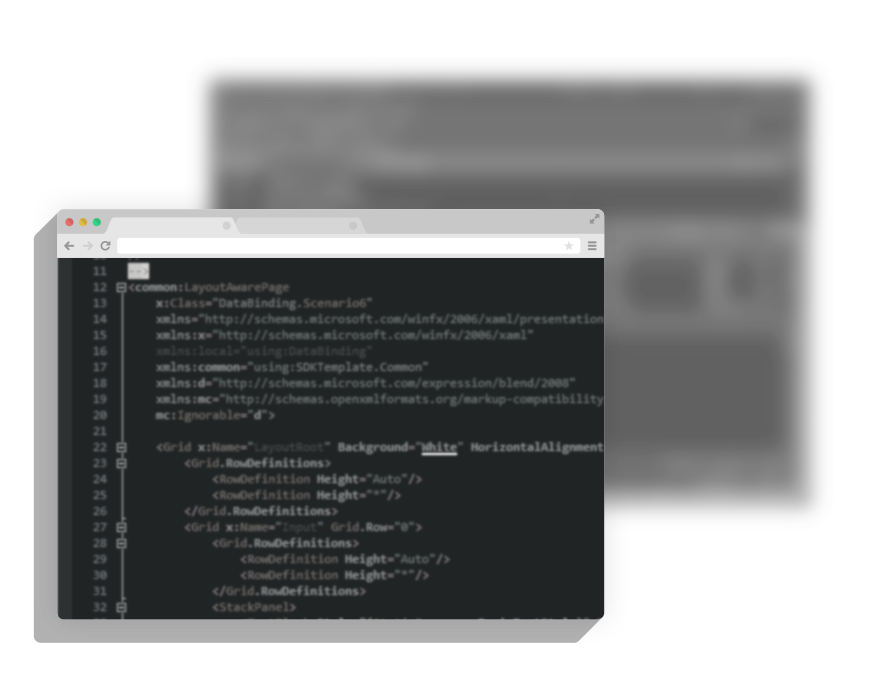 11 -->
12 <common:LayoutAwarePage
13 x:Class="DataBinding.Scenario6"
14 xmlns="http://schemas.microsoft.com/winfx/2006/xaml/presentation
15 xmlns:x="http://schemas.microsoft.com/winfx/2006/xaml"
16 xmlns:local="using:DataBinding"
17 xmlns:common="using:SDKTemplate.Common"
18 xmlns:d="http://schemas.microsoft.com/expression/blend/2008"
19 xmlns:mc="http://schemas.openxmlformats.org/markup-compatibility
20 mc:Ignorable="d">
21
22 <Grid x:Name="LayoutRoot" Background="White" HorizontalAlignment
23 <Grid.RowDefinitions>
24 <RowDefinition Height="Auto"/>
25 <RowDefinition Height="*"/>
26 </Grid.RowDefinitions>
27 <Grid x:Name="Input" Grid.Row="0">
28 <Grid.RowDefinitions>
29 <RowDefinition Height="Auto"/>
30 <RowDefinition Height="*"/>
31 </Grid.RowDefinitions>
32 <StackPanel>